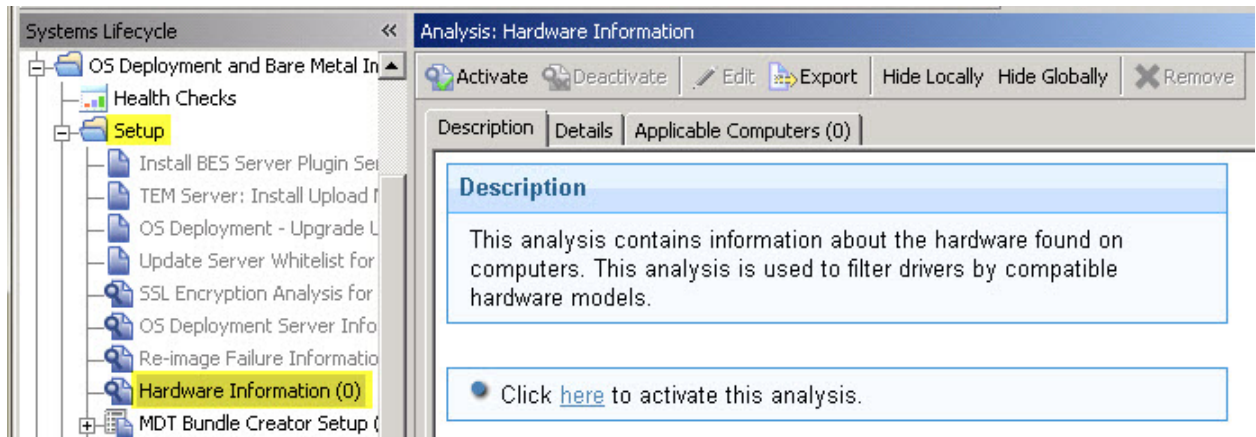 Systems Lifecycle «
OS Deployment and Bare Metal In
Health Checks
Setup
Install BES Server Plugin Ser
TEM Server: Install Upload
OS Deployment - Upgrade
Update Server Whitelist for
SSL Encryption Analysis for
OS Deployment Server Info
Re-image Failure Informatio
Hardware Information (0)
MDT Bundle Creator Setup (
Analysis: Hardware Information
Activate Deactivate Edit Export Hide Locally Hide Globally Remove
Description Details Applicable Computers (0)
Description
This analysis contains information about the hardware found on
computers. This analysis is used to filter drivers by compatible
hardware models.
Click here to activate this analysis.